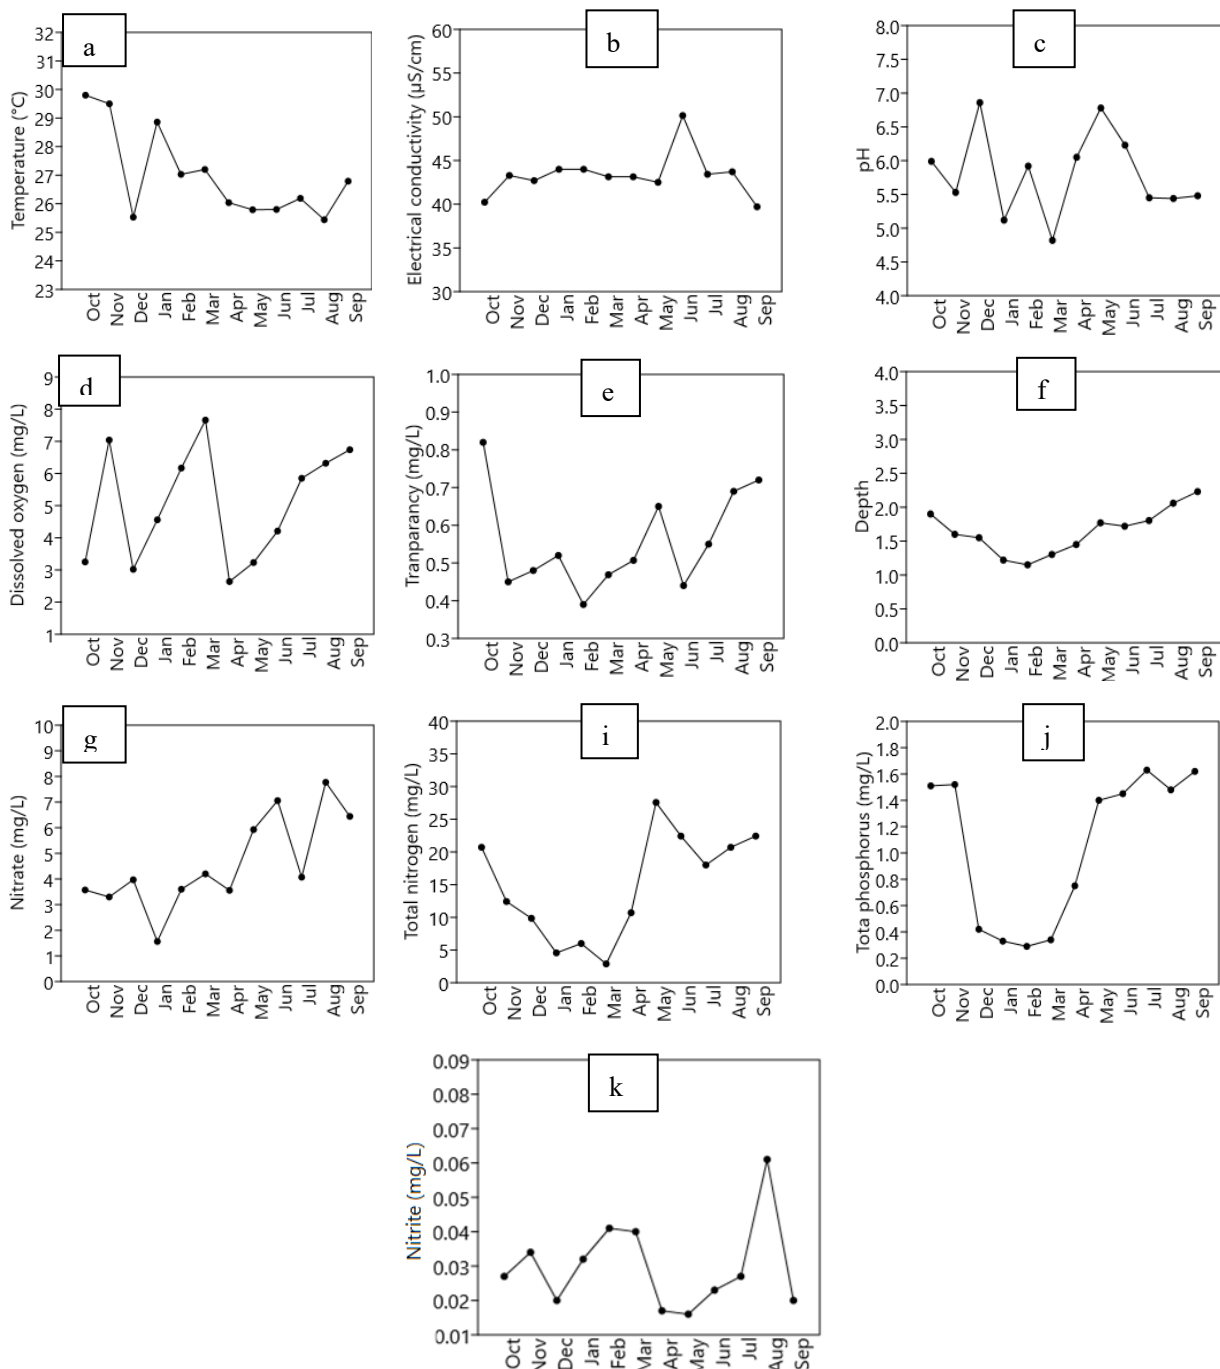 a
Temperature (°C)
32
31
30
29
28
27
26
25
24
23
Oct
Nov
Dec
Jan
Feb
Mar
Apr
May
Jun
Jul
Aug
Sep
b
Electrical conductivity (µS/cm)
60
55
50
45
40
35
30
Oct
Nov
Dec
Jan
Feb
Mar
Apr
May
Jun
Jul
Aug
Sep
c
pH
8.0
7.5
7.0
6.5
6.0
5.5
5.0
4.5
4.0
Oct
Nov
Dec
Jan
Feb
Mar
Apr
May
Jun
Jul
Aug
Sep
d
Dissolved oxygen (mg/L)
9
8
7
6
5
4
3
2
1
Oct
Nov
Dec
Jan
Feb
Mar
Apr
May
Jun
Jul
Aug
Sep
e
Tranparancy (mg/L)
1.0
0.9
0.8
0.7
0.6
0.5
0.4
0.3
Oct
Nov
Dec
Jan
Feb
Mar
Apr
May
Jun
Jul
Aug
Sep
f
Depth
4.0
3.5
3.0
2.5
2.0
1.5
1.0
0.5
0.0
Oct
Nov
Dec
Jan
Feb
Mar
Apr
May
Jun
Jul
Aug
Sep
g
Nitrate (mg/L)
10
9
8
7
6
5
4
3
2
1
0
Oct
Nov
Dec
Jan
Feb
Mar
Apr
May
Jun
Jul
Aug
Sep
i
Total nitrogen (mg/L)
40
35
30
25
20
15
10
5
0
Oct
Nov
Dec
Jan
Feb
Mar
Apr
May
Jun
Jul
Aug
Sep
j
Tota phosphorus (mg/L)
2.0
1.8
1.6
1.4
1.2
1.0
0.8
0.6
0.4
0.2
0.0
Oct
Nov
Dec
Jan
Feb
Mar
Apr
May
Jun
Jul
Aug
Sep
k
Nitrite (mg/L)
0.09
0.08
0.07
0.06
0.05
0.04
0.03
0.02
0.01
Oct
Nov
Dec
Jan
Feb
Mar
Apr
May
Jun
Jul
Aug
Sep